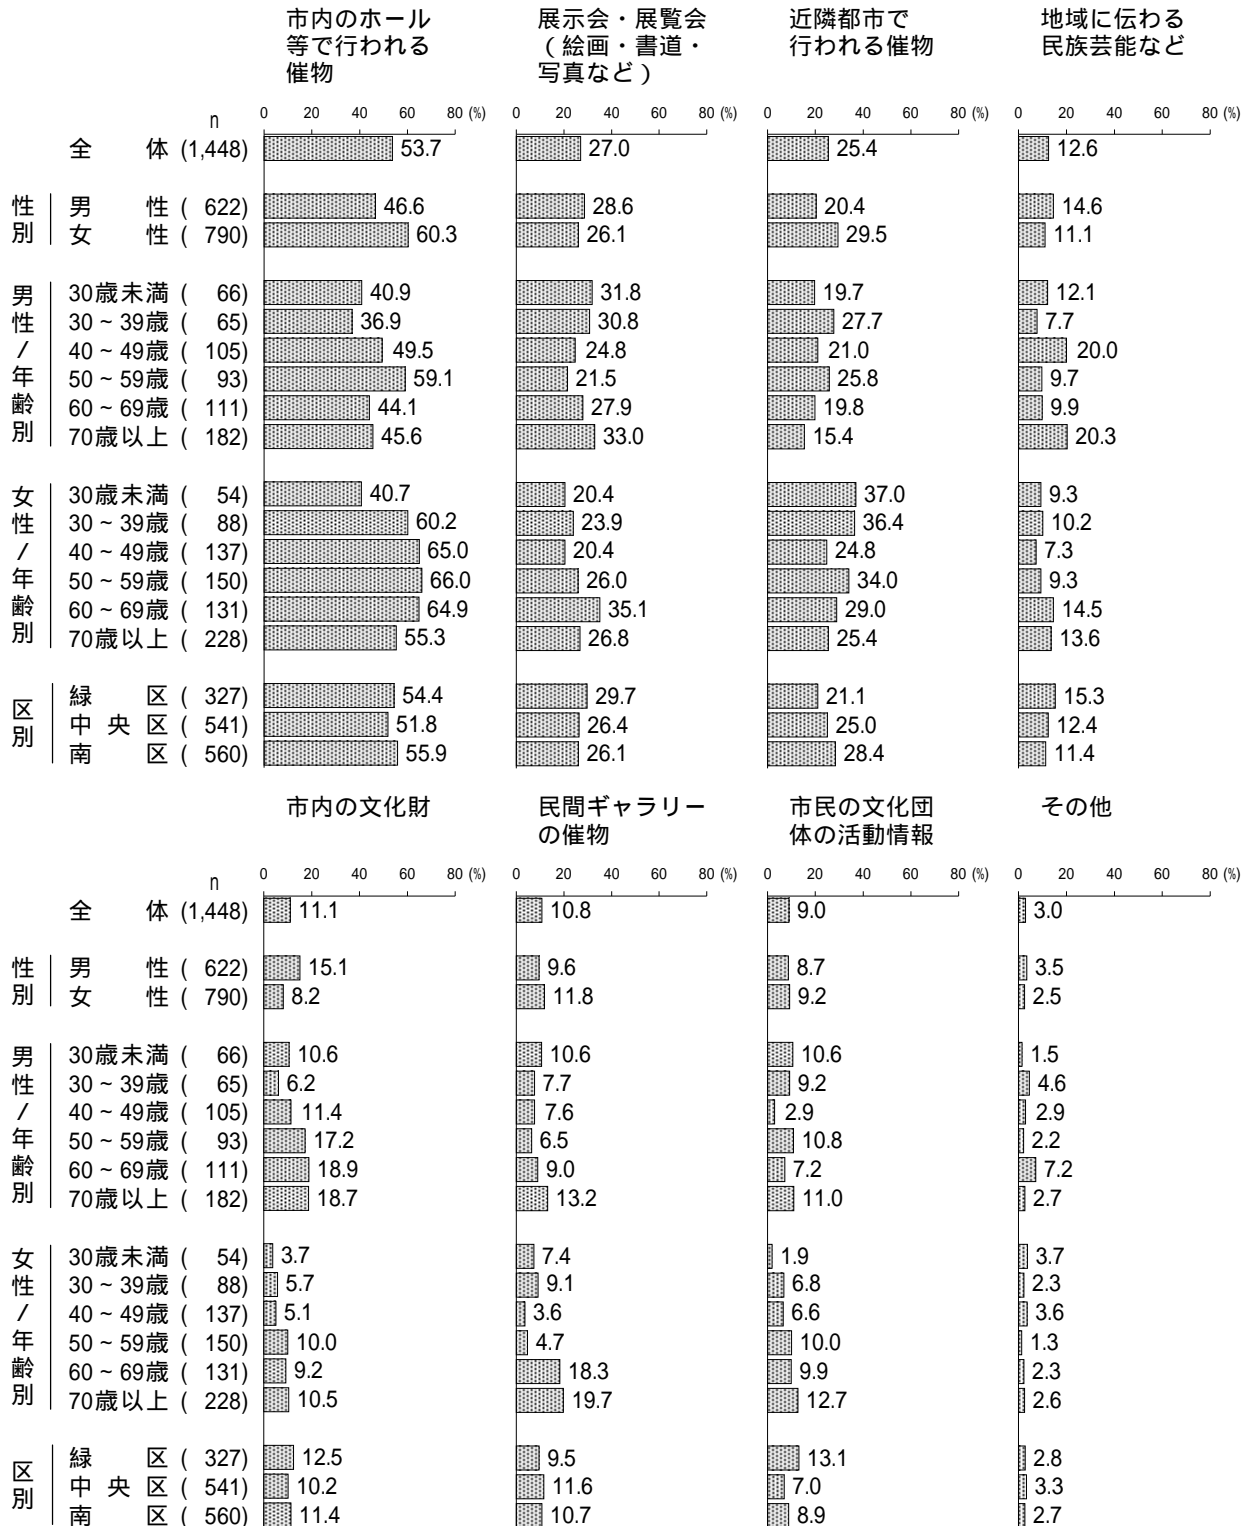 市内のホール
等で行われる
催物
展示会・展覧会
(絵画・書道・
写真など)
近隣都市で
行われる催物
地域に伝わる
民族芸能など
n 0 20 40 60 80 (%) 0 20 40 60 80 (%) 0 20 40 60 80 (%) 0 20 40 60 80 (%)
全体 (1,448) 53.7 27.0 25.4 12.6
性別
男性 ( 622) 46.6 28.6 20.4 14.6
女性 ( 790) 60.3 26.1 29.5 11.1
男性/年齢別
30歳未満 ( 66) 40.9 31.8 19.7 12.1
30~39歳 ( 65) 36.9 30.8 27.7 7.7
40~49歳 ( 105) 49.5 24.8 21.0 20.0
50~59歳 ( 93) 59.1 21.5 25.8 9.7
60~69歳 ( 111) 44.1 27.9 19.8 9.9
70歳以上 ( 182) 45.6 33.0 15.4 20.3
女性/年齢別
30歳未満 ( 54) 40.7 20.4 37.0 9.3
30~39歳 ( 88) 60.2 23.9 36.4 10.2
40~49歳 ( 137) 65.0 20.4 24.8 7.3
50~59歳 ( 150) 66.0 26.0 34.0 9.3
60~69歳 ( 131) 64.9 35.1 29.0 14.5
70歳以上 ( 228) 55.3 26.8 25.4 13.6
区別
緑区 ( 327) 54.4 29.7 21.1 15.3
中央区 ( 541) 51.8 26.4 25.0 12.4
南区 ( 560) 55.9 26.1 28.4 11.4
市内の文化財
民間ギャラリー
の催物
市民の文化団
体の活動情報
その他
n 0 20 40 60 80 (%) 0 20 40 60 80 (%) 0 20 40 60 80 (%) 0 20 40 60 80 (%)
全体 (1,448) 11.1 10.8 9.0 3.0
性別
男性 ( 622) 15.1 9.6 8.7 3.5
女性 ( 790) 8.2 11.8 9.2 2.5
男性/年齢別
30歳未満 ( 66) 10.6 10.6 10.6 1.5
30~39歳 ( 65) 6.2 7.7 9.2 4.6
40~49歳 ( 105) 11.4 7.6 2.9 2.9
50~59歳 ( 93) 17.2 6.5 10.8 2.2
60~69歳 ( 111) 18.9 9.0 7.2 7.2
70歳以上 ( 182) 18.7 13.2 11.0 2.7
女性/年齢別
30歳未満 ( 54) 3.7 7.4 1.9 3.7
30~39歳 ( 88) 5.7 9.1 6.8 2.3
40~49歳 ( 137) 5.1 3.6 6.6 3.6
50~59歳 ( 150) 10.0 4.7 10.0 1.3
60~69歳 ( 131) 9.2 18.3 9.9 2.3
70歳以上 ( 228) 10.5 19.7 12.7 2.6
区別
緑区 ( 327) 12.5 9.5 13.1 2.8
中央区 ( 541) 10.2 11.6 7.0 3.3
南区 ( 560) 11.4 10.7 8.9 2.7